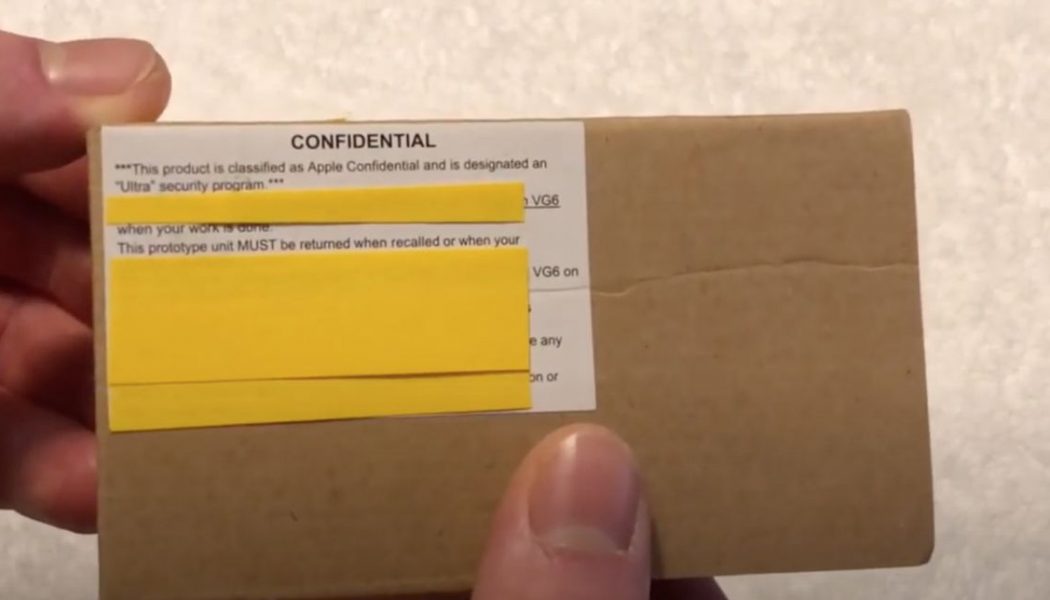 CONFIDENTIAL
***This product is classified as Apple Confidential and is designated an
"Ultra" security program.***
VG6
when your work is done.
This prototype unit MUST be returned when recalled or when your
VG6 on
any
or